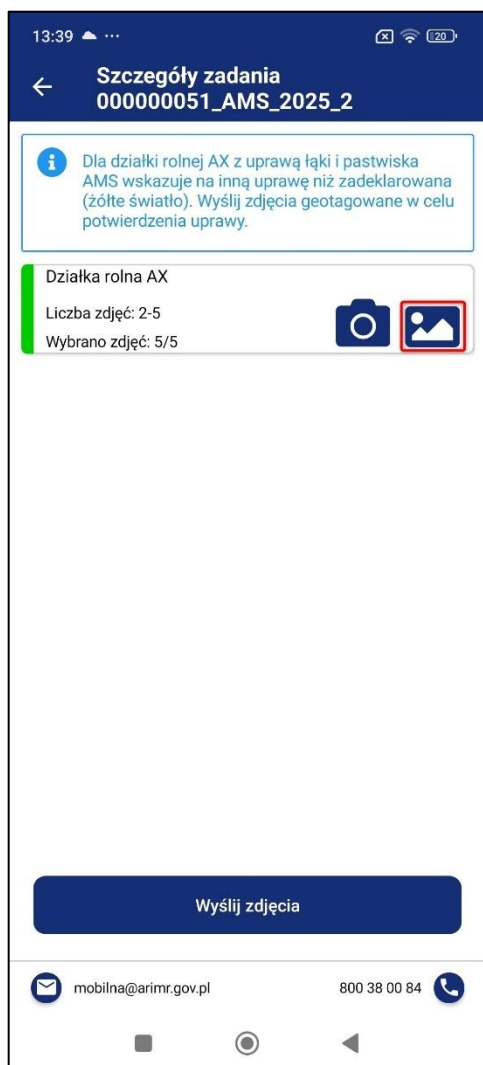 13:39 ...
20
Szczegóły zadania
000000051_AMS_2025_2
Dla działki rolnej AX z uprawą łąki i pastwiska
AMS wskazuje na inną uprawę niż zadeklarowana
(żółte światło). Wyślij zdjęcia geotagowane w celu
potwierdzenia uprawy.
Działka rolna AX
Liczba zdjęć: 2-5
Wybrano zdjęć: 5/5
Wyślij zdjęcia
mobilna@arimr.gov.pl
800 38 00 84